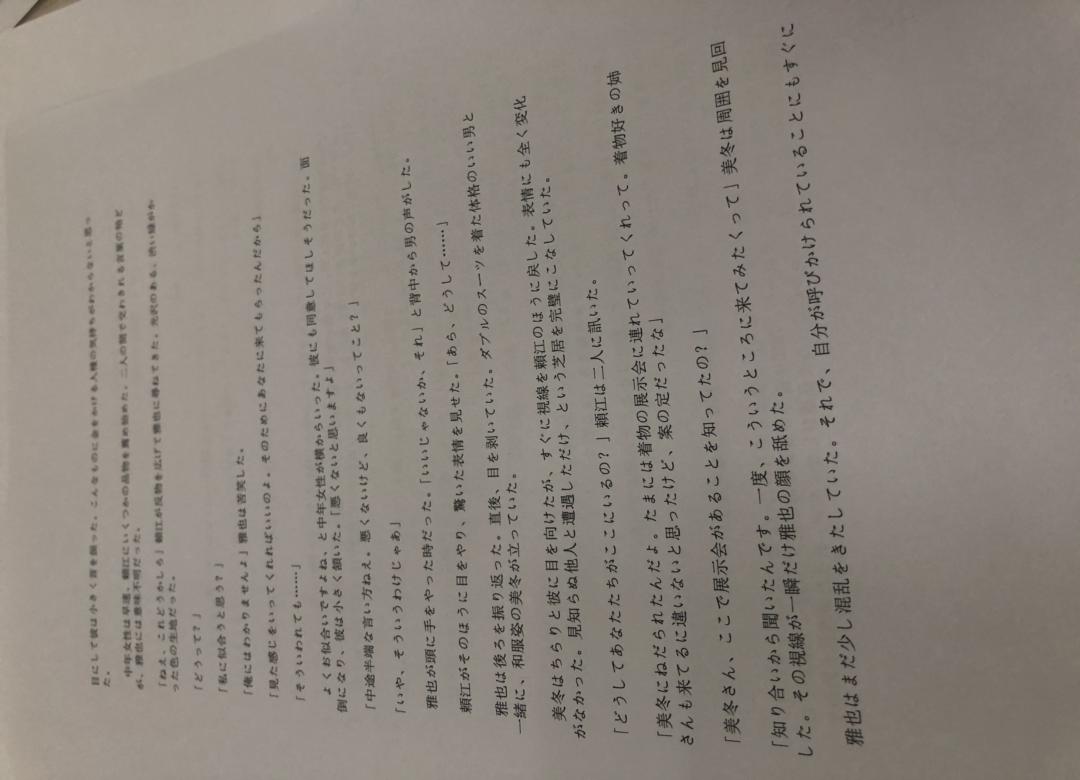 目にして彼は小さく首を振った。こんなものに金をかける人種の気持ちがわからないと思っ
た。
中年女性は早速、頼江にいくつかの品物を薦め始めた。二人の間で交わされる言葉の殆ど
が、雅也には意味不明だった。
「ねえ、これどうかしら」頼江が反物を広げて雅也に尋ねてきた。光沢のある、渋い緑がか
った色の生地だった。
「どうって？」
「私に似合うと思う？」
「俺にはわかりませんよ」雅也は苦笑した。
「見た感じをいってくれればいいのよ。そのためにあなたに来てもらったんだから」
「そういわれても……」
よくお似合いですよね、と中年女性が横からいった。彼にも同意してほしそうだった。面
倒になり、彼は小さく頷いた。「悪くないと思いますよ」
「中途半端な言い方ねえ。悪くないけど、良くもないってこと？」
「いや、そういうわけじゃあ」
雅也が頭に手をやった時だった。「いいじゃないか、それ」と背中から男の声がした。
頼江がそのほうに目をやり、驚いた表情を見せた。「あら、どうして……」
雅也は後ろを振り返った。直後、目を剥いていた。ダブルのスーツを着た体格のいい男と
一緒に、和服姿の美冬が立っていた。
美冬はちらりと彼に目を向けたが、すぐに視線を頼江のほうに戻した。表情にも全く変化
がなかった。見知らぬ他人と遭遇しただけ、という芝居を完璧にこなしていた。
「どうしてあなたたちがここにいるの？」頼江は二人に訊いた。
「美冬にねだられたんだよ。たまには着物の展示会に連れていってくれって。着物好きの姉
さんも来てるに違いないと思ったけど、案の定だったな」
「美冬さん、ここで展示会があることを知ってたの？」
「知り合いから聞いたんです。一度、こういうところに来てみたくって」美冬は周囲を見回
した。その視線が一瞬だけ雅也の顔を舐めた。
雅也はまだ少し混乱をきたしていた。それで、自分が呼びかけられていることにもすぐに